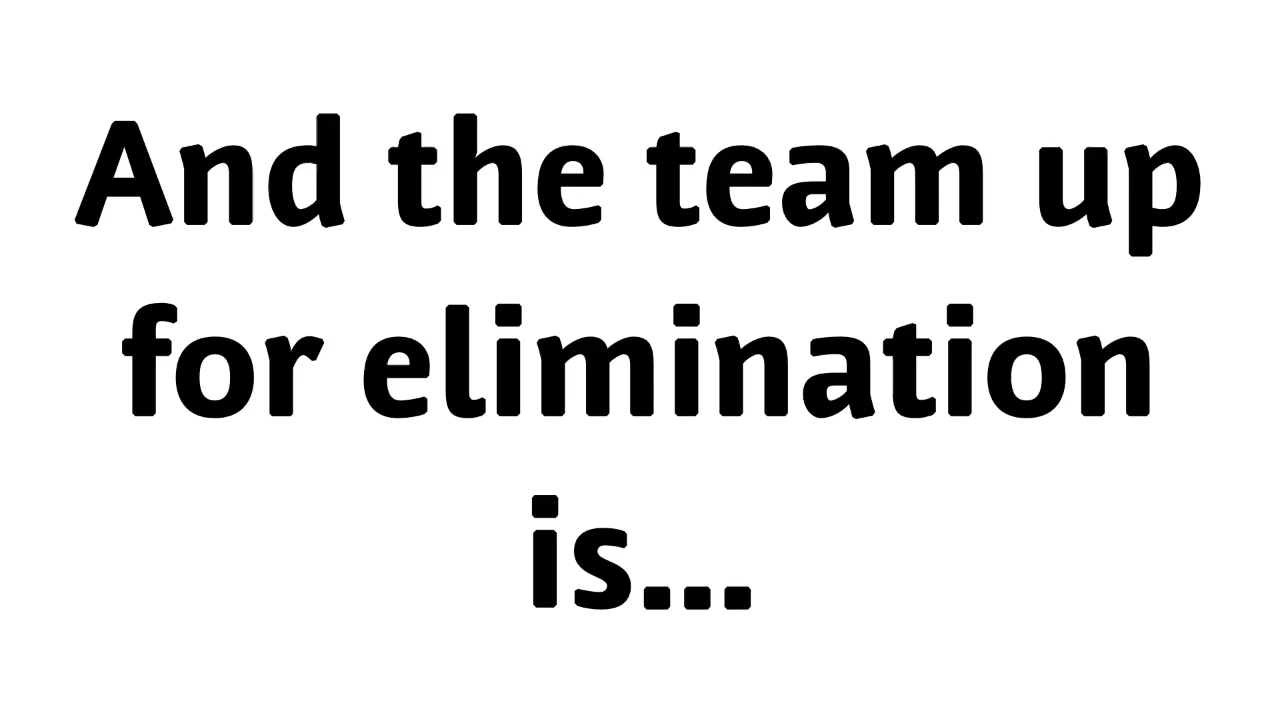 And the team up
for elimination
is...